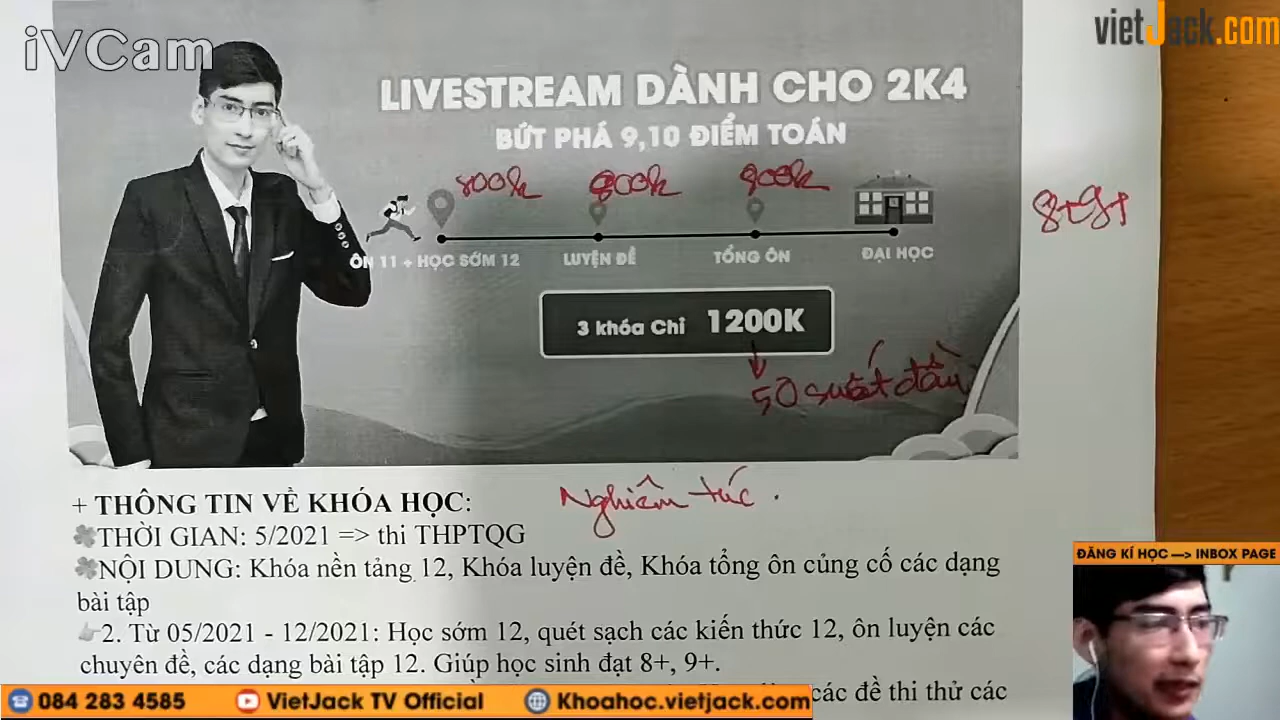 iVCam
vietJack.com
LIVESTREAM DÀNH CHO 2K4
BỨT PHÁ 9,10 ĐIỂM TOÁN
800k 900k 900k
8+9+
ÔN 11 + HỌC SỚM 12 LUYỆN ĐỀ TỔNG ÔN ĐẠI HỌC
3 khóa Chỉ 1200K
50 suất đầu
Nghiêm túc.
+ THÔNG TIN VỀ KHÓA HỌC:
THỜI GIAN: 5/2021 => thi THPTQG
NỘI DUNG: Khóa nền tảng 12, Khóa luyện đề, Khóa tổng ôn củng cố các dạng
bài tập
2. Từ 05/2021 - 12/2021: Học sớm 12, quét sạch các kiến thức 12, ôn luyện các
chuyên đề, các dạng bài tập 12. Giúp học sinh đạt 8+, 9+.
các đề thi thử các
ĐĂNG KÍ HỌC —> INBOX PAGE
084 283 4585 VietJack TV Official Khoahoc.vietjack.com